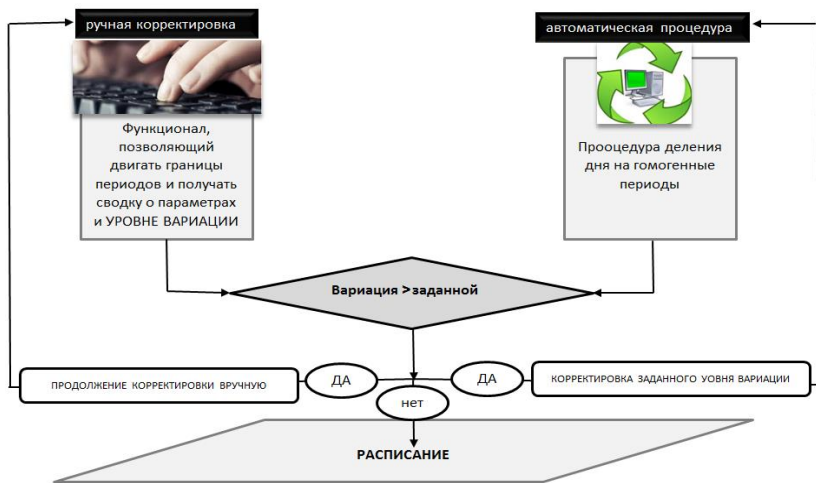 ручная корректировка
автоматическая процедура
Функционал,
позволяющий
двигать границы
периодов и получать
сводку о параметрах
и УРОВНЕ ВАРИАЦИИ
Прооцедура деления
дня на гомогенные
периоды
Вариация >заданной
ПРОДОЛЖЕНИЕ КОРРЕКТИРОВКИ ВРУЧНУЮ
ДА
ДА
КОРРЕКТИРОВКА ЗАДАННОГО УОВНЯ ВАРИАЦИИ
нет
РАСПИСАНИЕ